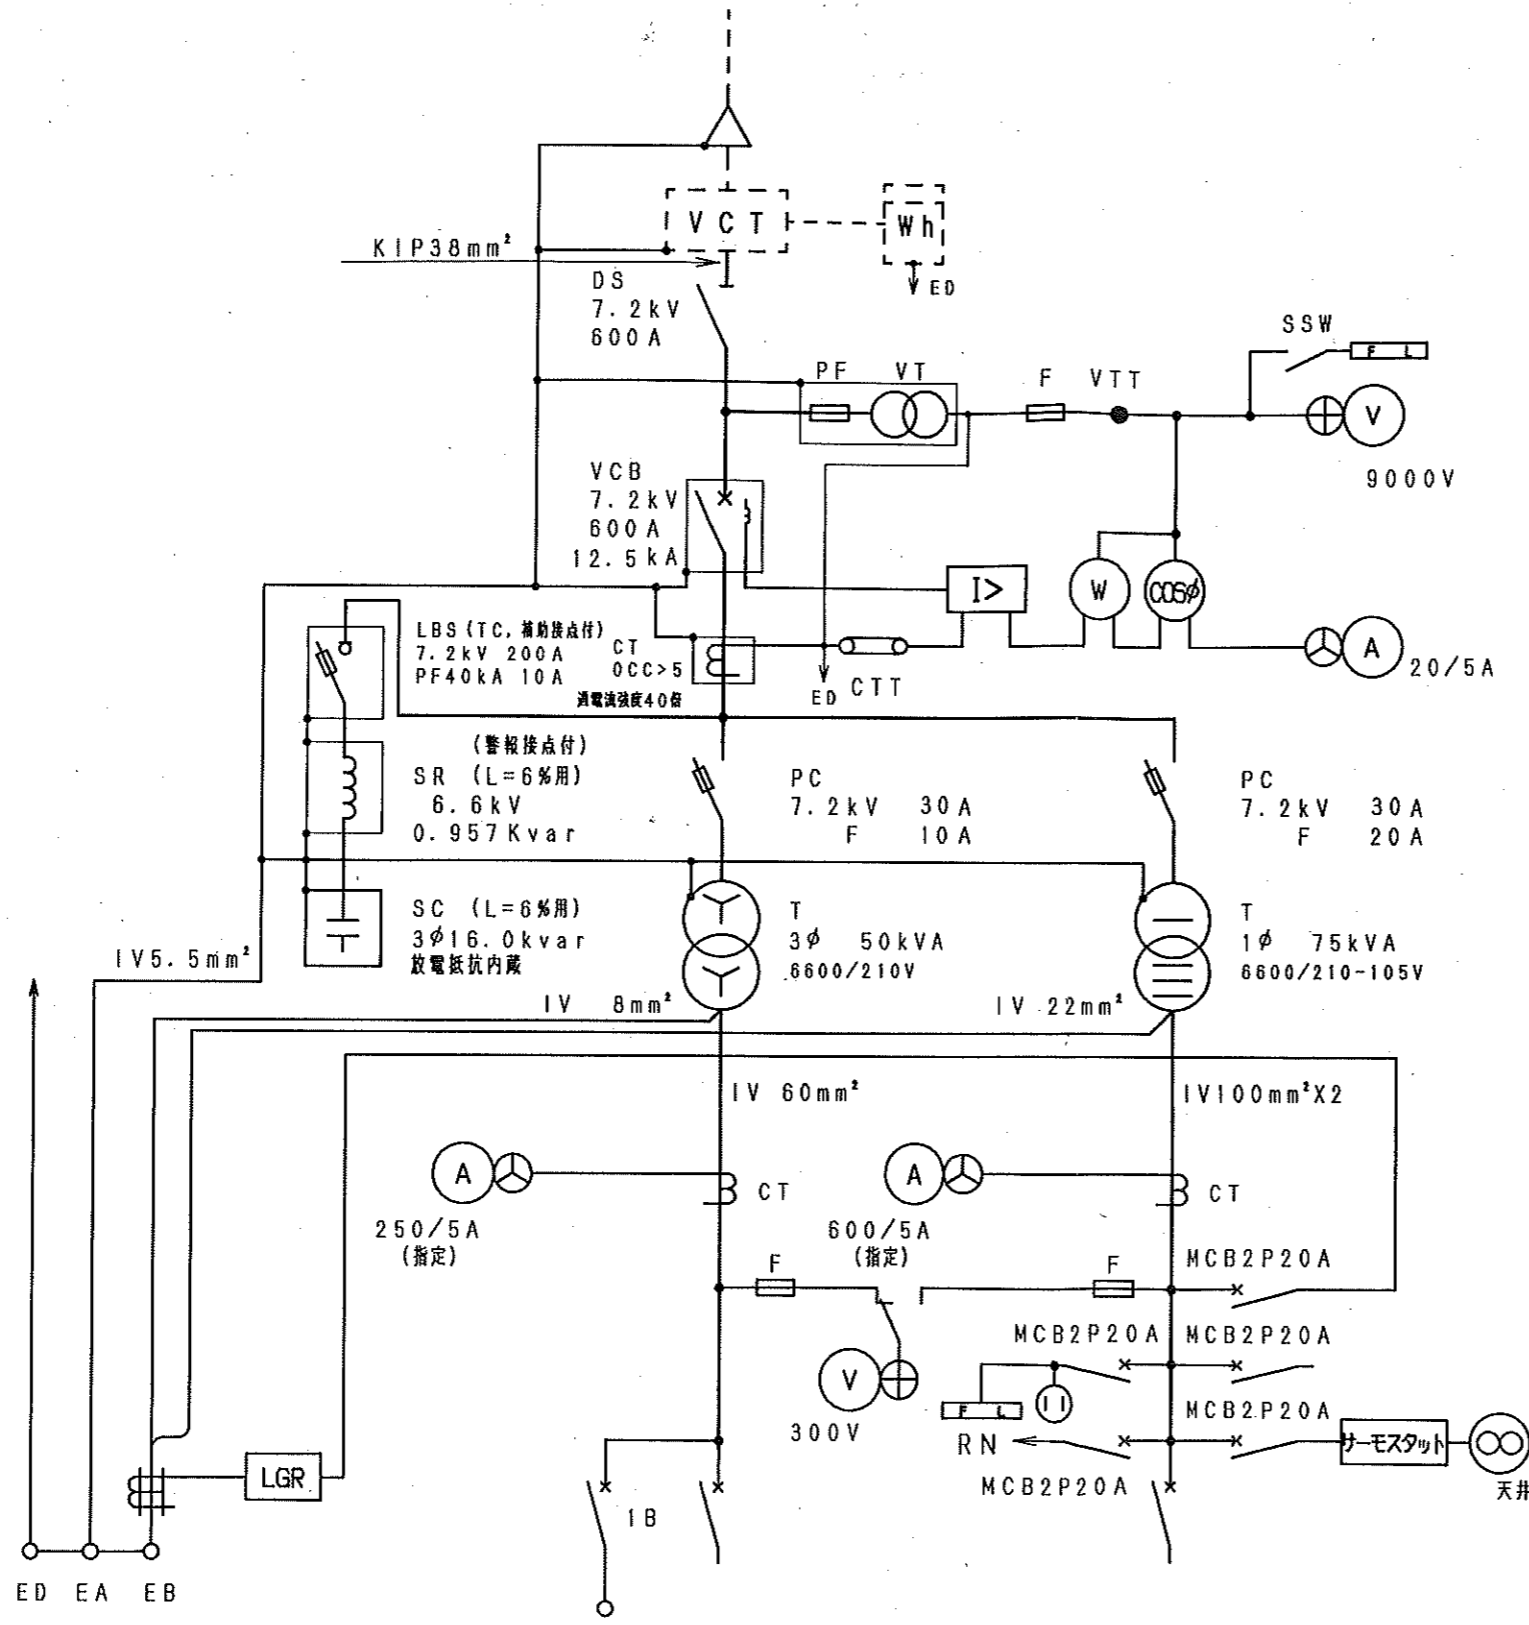 VCT
Wh
KIP38mm²
ED
DS
7.2kV
600A
SSW
F L
PF VT
F VTT
V
9000V
VCB
7.2kV
600A
12.5kA
I>
W
COSφ
LBS (TC, 補助接点付)
7.2kV 200A
PF40kA 10A
CT
OCC>5
過電流強度40倍
ED
CTT
A
20/5A
(警報接点付)
SR (L=6%用)
6.6kV
0.957Kvar
PC
7.2kV 30A
F 10A
PC
7.2kV 30A
F 20A
SC (L=6%用)
3φ16.0kvar
放電抵抗内蔵
T
3φ 50kVA
6600/210V
T
1φ 75kVA
6600/210-105V
IV5.5mm²
IV 8mm²
IV 22mm²
IV 60mm²
IV100mm²X2
A
CT
250/5A
(指定)
A
CT
600/5A
(指定)
F
F
MCB2P20A
MCB2P20A
MCB2P20A
V
300V
F L
MCB2P20A
RN
MCB2P20A
サーモスタット
天井
LGR
1B
ED EA EB